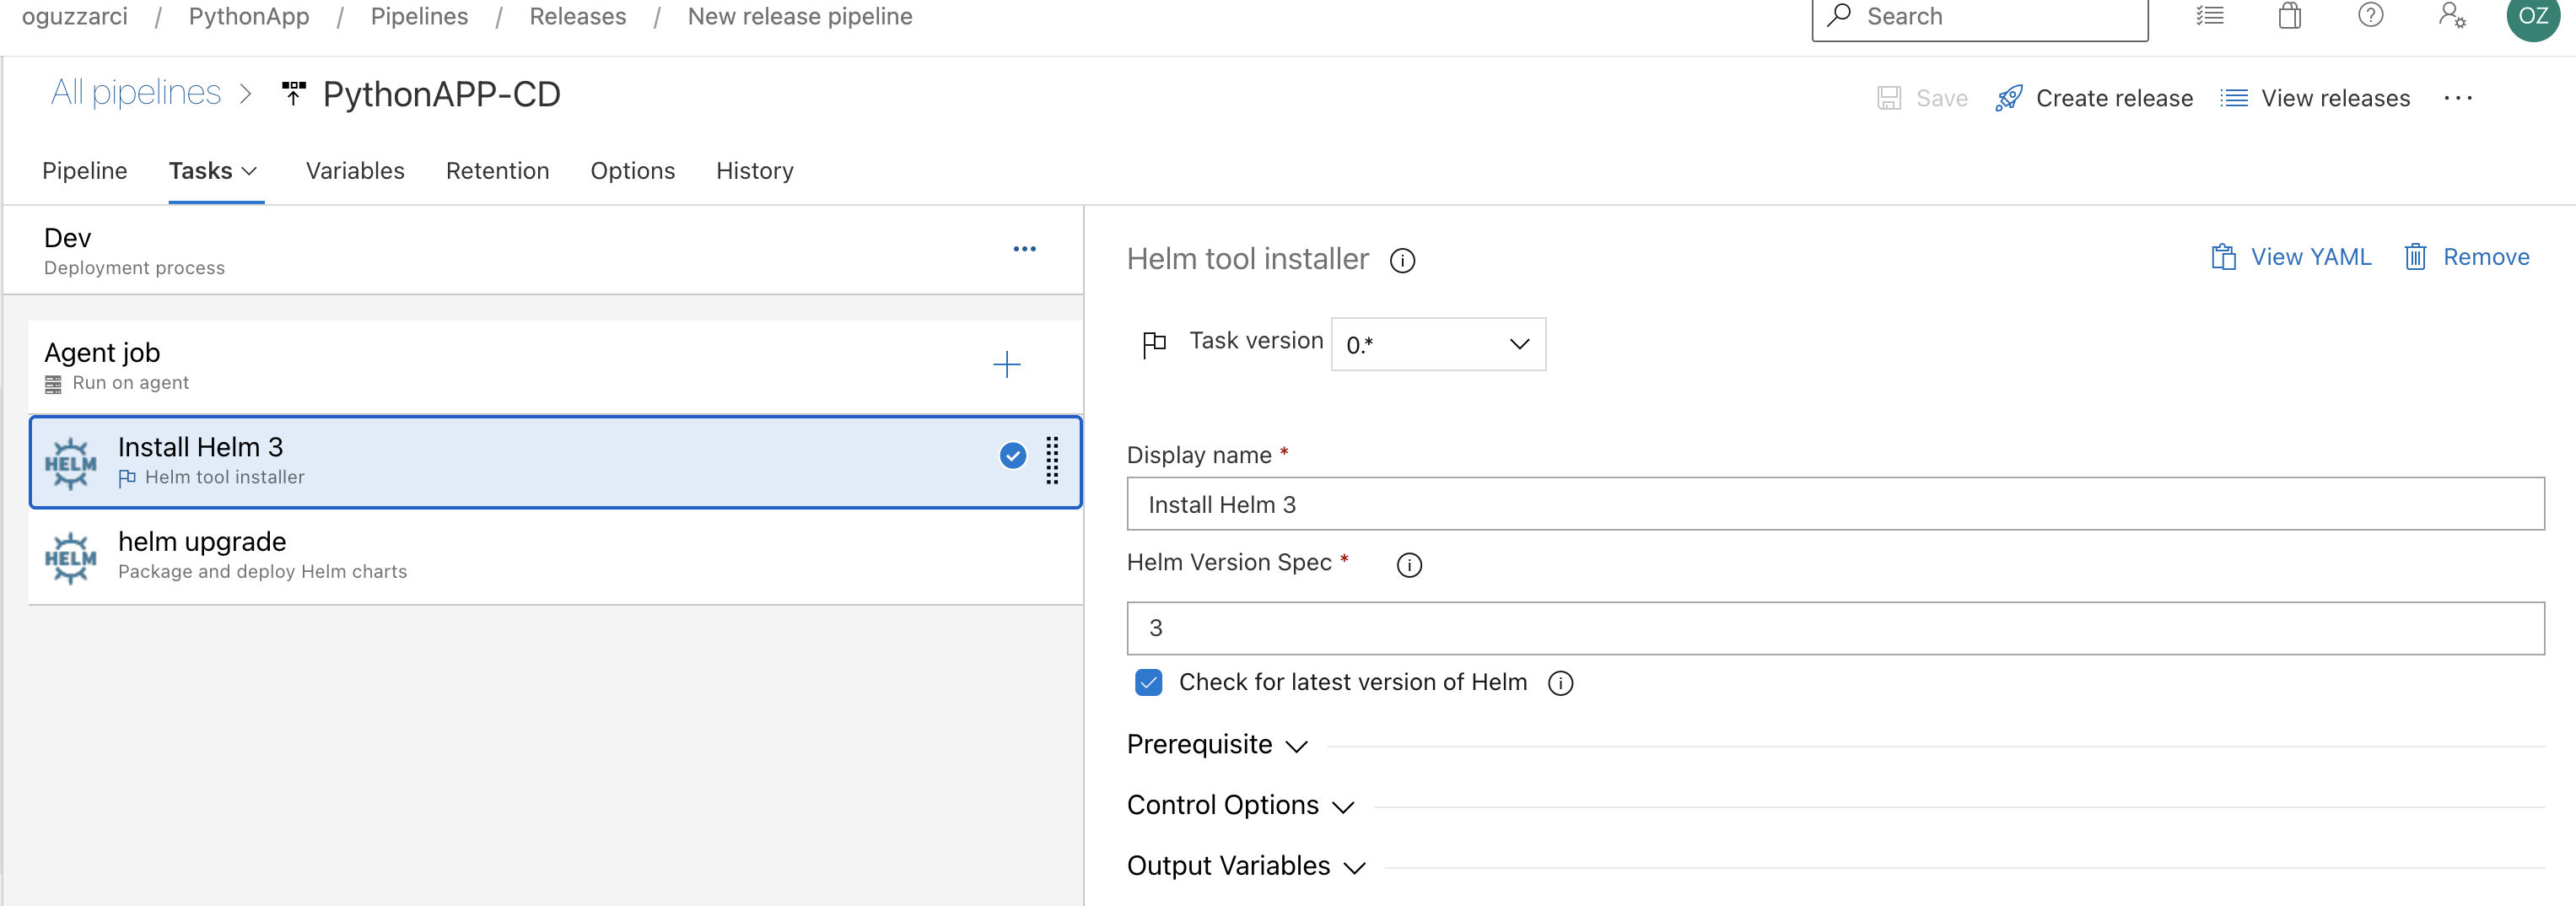 oguzzarci / PythonApp / Pipelines / Releases / New release pipeline
Search
OZ
All pipelines > PythonAPP-CD
Save Create release View releases ...
Pipeline Tasks Variables Retention Options History
Dev
Deployment process
Agent job
Run on agent
HELM
Install Helm 3
Helm tool installer
HELM
helm upgrade
Package and deploy Helm charts
Helm tool installer
View YAML Remove
Task version 0.*
Display name *
Install Helm 3
Helm Version Spec *
3
Check for latest version of Helm
Prerequisite
Control Options
Output Variables